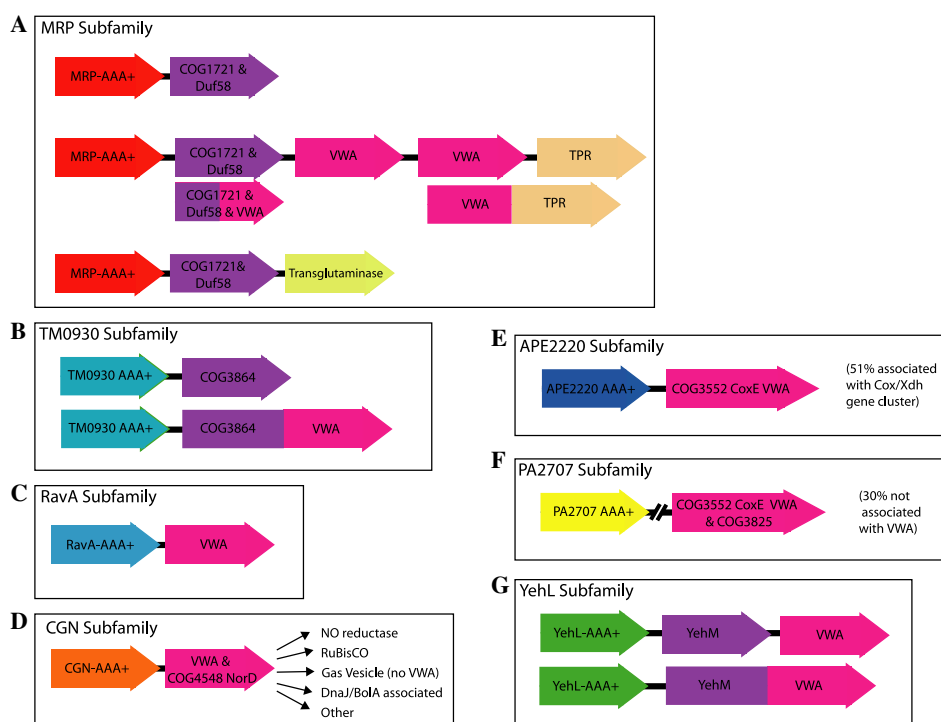 A
MRP Subfamily
MRP-AAA+
COG1721 &
Duf58
MRP-AAA+
COG1721 &
Duf58
VWA
VWA
TPR
COG1721 &
Duf58 & VWA
VWA
TPR
MRP-AAA+
COG1721&
Duf58
Transglutaminase
B
TM0930 Subfamily
TM0930 AAA+
COG3864
TM0930 AAA+
COG3864
VWA
C
RavA Subfamily
RavA-AAA+
VWA
D
CGN Subfamily
CGN-AAA+
VWA &
COG4548 NorD
NO reductase
RuBisCO
Gas Vesicle (no VWA)
DnaJ/BolA associated
Other
E
APE2220 Subfamily
APE2220 AAA+
COG3552 CoxE VWA
(51% associated
with Cox/Xdh
gene cluster)
F
PA2707 Subfamily
PA2707 AAA+
COG3552 CoxE VWA
& COG3825
(30% not
associated
with VWA)
G
YehL Subfamily
YehL-AAA+
YehM
VWA
YehL-AAA+
YehM
VWA